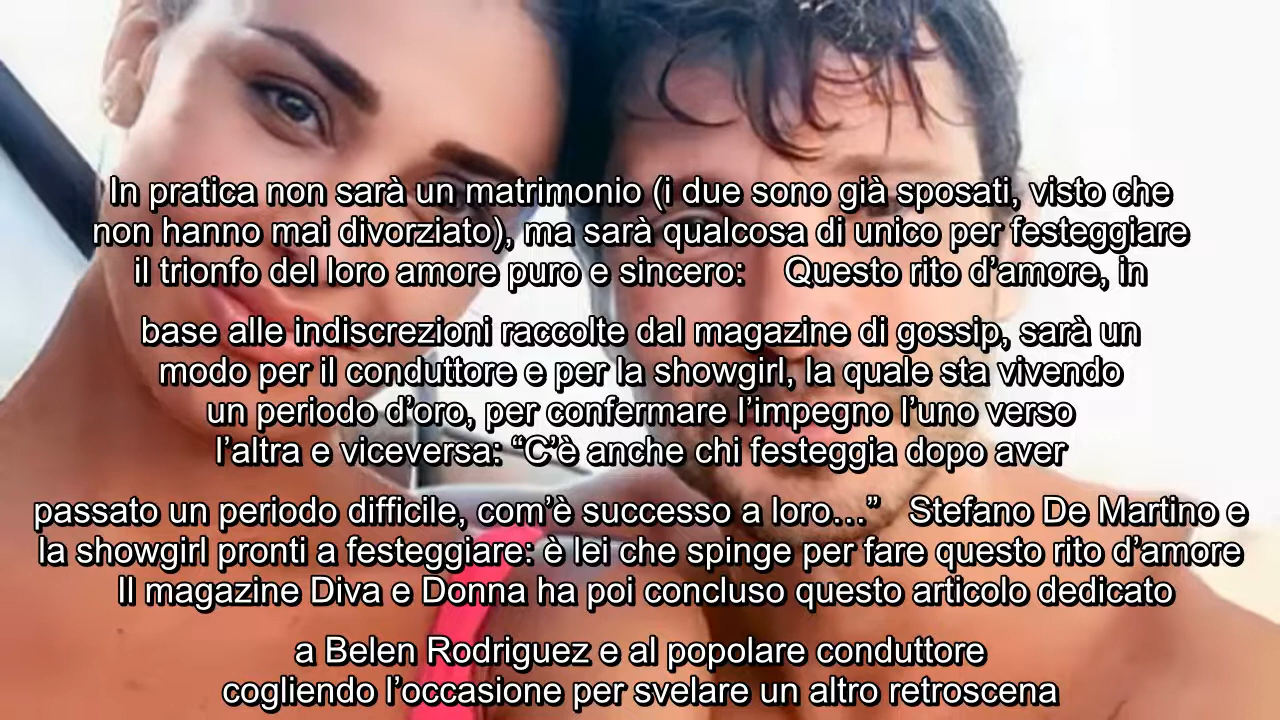 In pratica non sarà un matrimonio (i due sono già sposati, visto che
non hanno mai divorziato), ma sarà qualcosa di unico per festeggiare
il trionfo del loro amore puro e sincero: Questo rito d’amore, in
base alle indiscrezioni raccolte dal magazine di gossip, sarà un
modo per il conduttore e per la showgirl, la quale sta vivendo
un periodo d’oro, per confermare l’impegno l’uno verso
l’altra e viceversa: “C’è anche chi festeggia dopo aver
passato un periodo difficile, com’è successo a loro…” Stefano De Martino e
la showgirl pronti a festeggiare: è lei che spinge per fare questo rito d’amore
Il magazine Diva e Donna ha poi concluso questo articolo dedicato
a Belen Rodriguez e al popolare conduttore
cogliendo l’occasione per svelare un altro retroscena